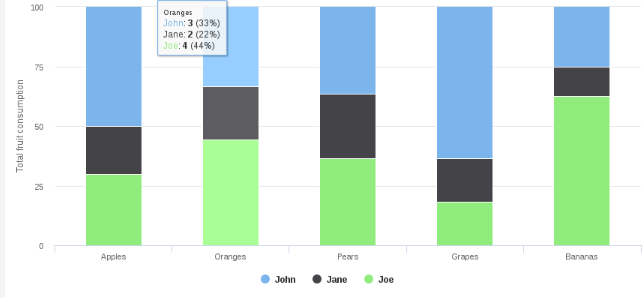 100
75
50
25
0
Total fruit consumption
Oranges
John: 3 (33%)
Jane: 2 (22%)
Joe: 4 (44%)
Apples Oranges Pears Grapes Bananas
John Jane Joe